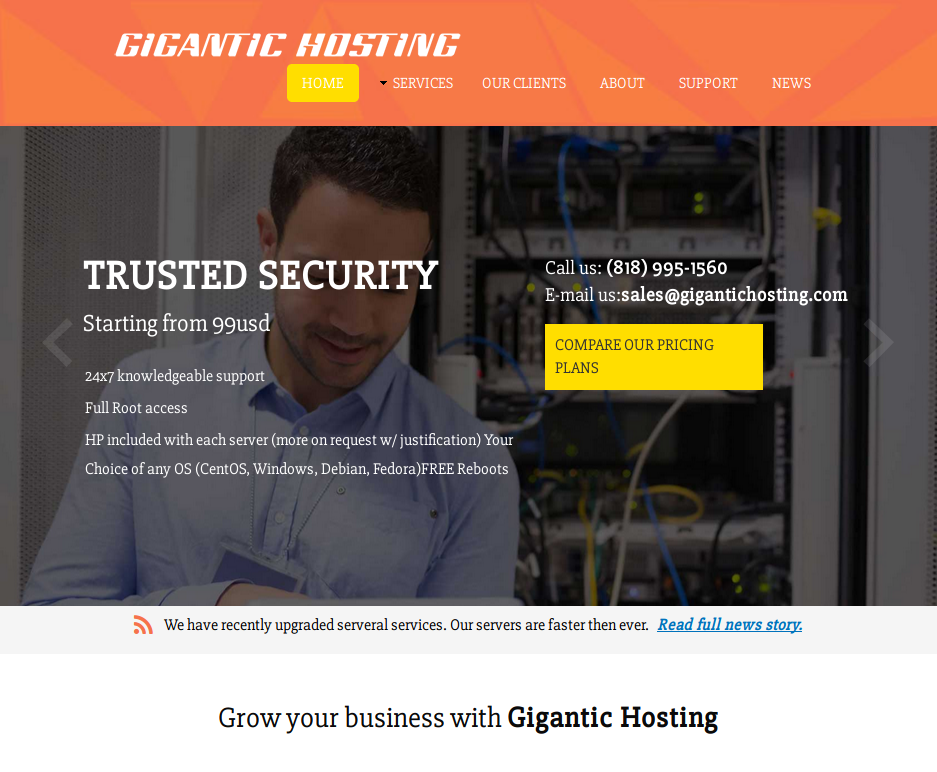 GIGANTIC HOSTING
HOME SERVICES OUR CLIENTS ABOUT SUPPORT NEWS
TRUSTED SECURITY
Starting from 99usd
24x7 knowledgeable support
Full Root access
HP included with each server (more on request w/ justification) Your
Choice of any OS (CentOS, Windows, Debian, Fedora)FREE Reboots
Call us: (818) 995-1560
E-mail us:sales@gigantichosting.com
COMPARE OUR PRICING
PLANS
We have recently upgraded serveral services. Our servers are faster then ever. Read full news story.
Grow your business with Gigantic Hosting